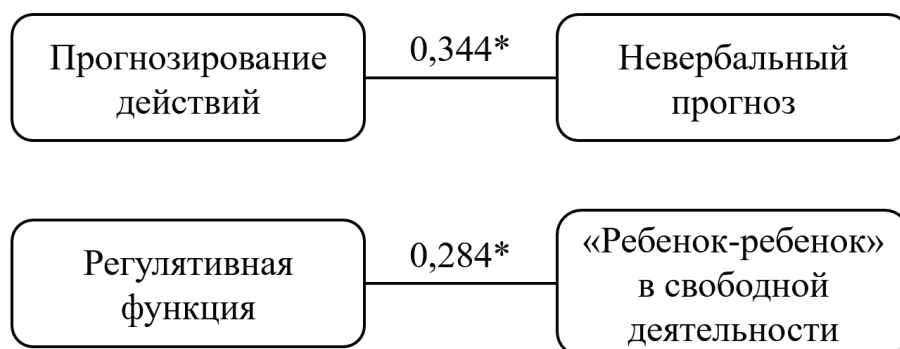 Прогнозирование
действий
0,344*
Невербальный
прогноз
Регулятивная
функция
0,284*
«Ребенок-ребенок»
в свободной
деятельности